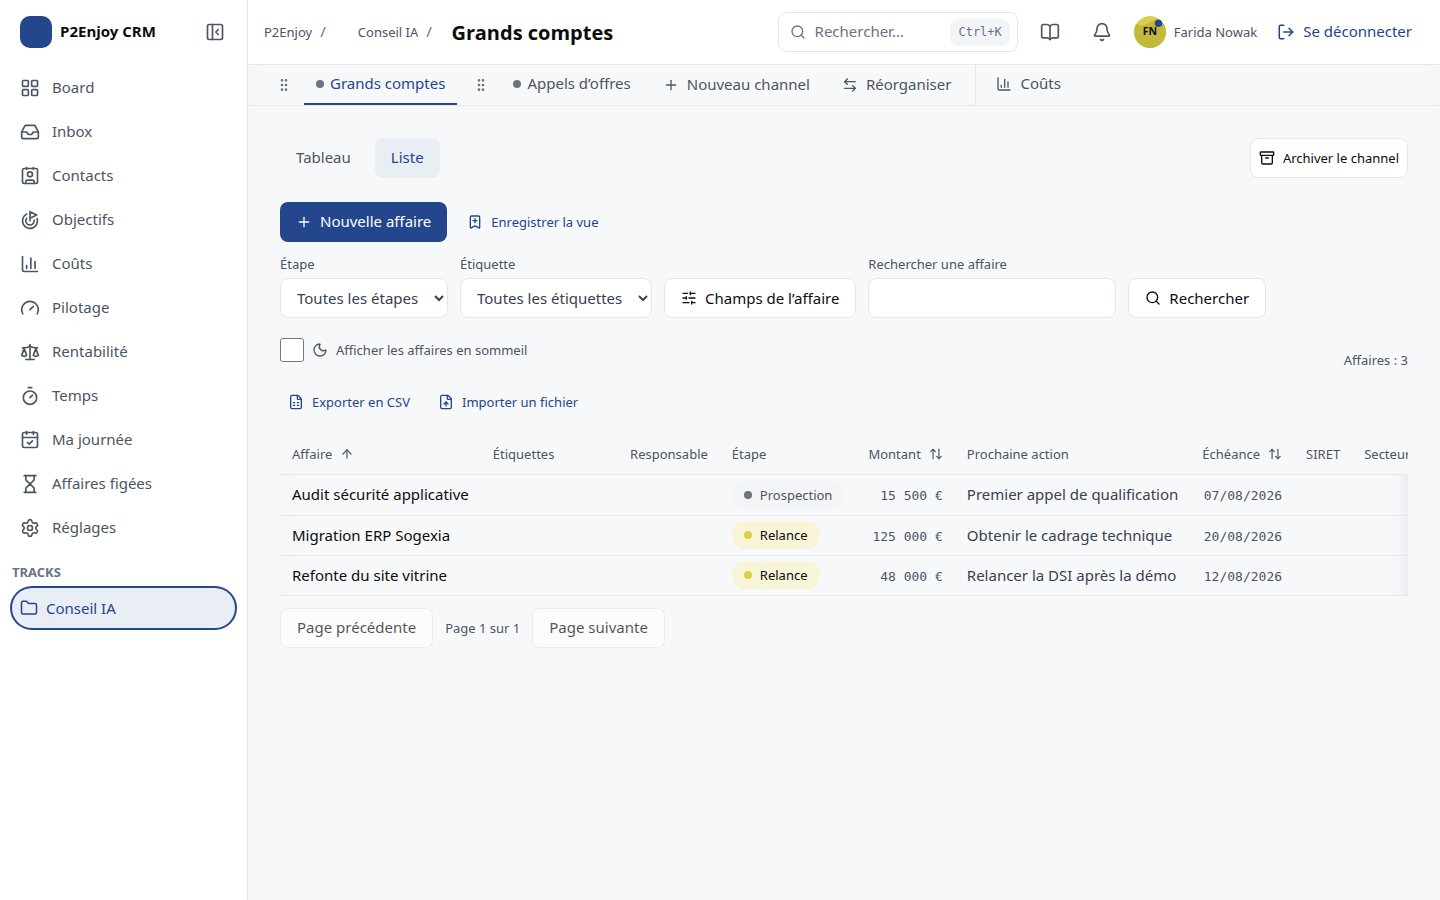 P2Enjoy CRM
Board
Inbox
Contacts
Objectifs
Coûts
Pilotage
Rentabilité
Temps
Ma journée
Affaires figées
Réglages
TRACKS
Conseil IA
P2Enjoy / Conseil IA / Grands comptes
Rechercher... Ctrl+K
FN Farida Nowak Se déconnecter
Grands comptes Appels d'offres Nouveau channel Réorganiser Coûts
Tableau Liste Archiver le channel
Nouvelle affaire Enregistrer la vue
Étape Étiquette Rechercher une affaire
Toutes les étapes Toutes les étiquettes Champs de l'affaire Rechercher
Afficher les affaires en sommeil
Affaires : 3
Exporter en CSV Importer un fichier
Affaire Étiquettes Responsable Étape Montant Prochaine action Échéance SIRET Secteur
Audit sécurité applicative Prospection 15 500 € Premier appel de qualification 07/08/2026
Migration ERP Sogexia Relance 125 000 € Obtenir le cadrage technique 20/08/2026
Refonte du site vitrine Relance 48 000 € Relancer la DSI après la démo 12/08/2026
Page précédente Page 1 sur 1 Page suivante